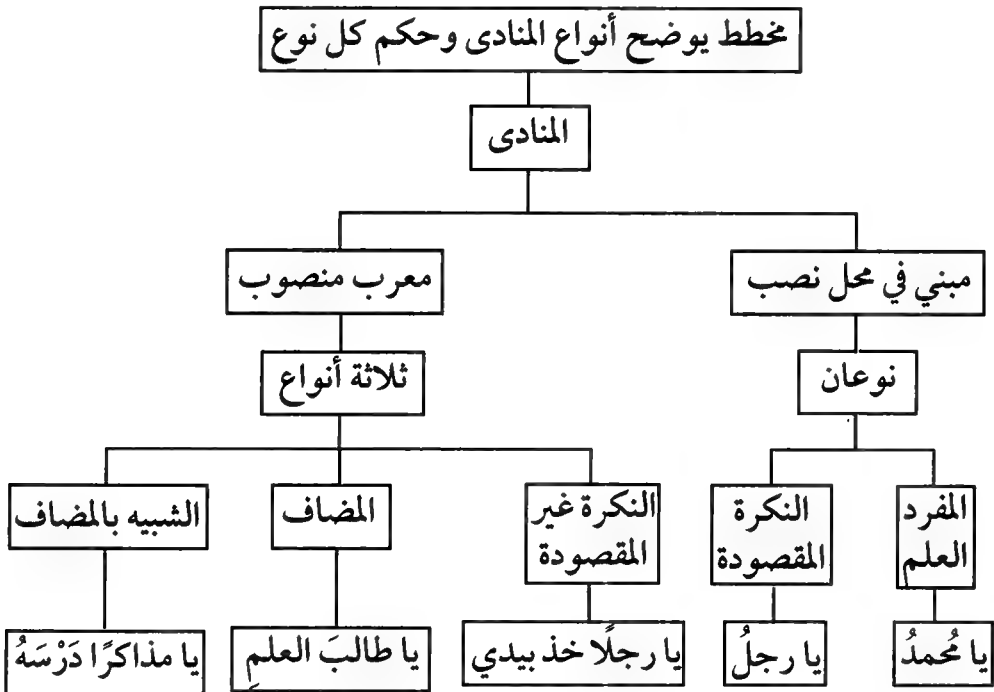 مخطط يوضح أنواع المنادى وحكم كل نوع
المنادى
مبني في محل نصب
معرب منصوب
نوعان
ثلاثة أنواع
المفرد
العلم
النكرة
المقصودة
النكرة غير
المقصودة
المضاف
الشبيه بالمضاف
يا مُحمدُ
يا رجلُ
يا رجلًا خذ بيدي
يا طالبَ العلمِ
يا مذاكرًا دَرْسَهُ